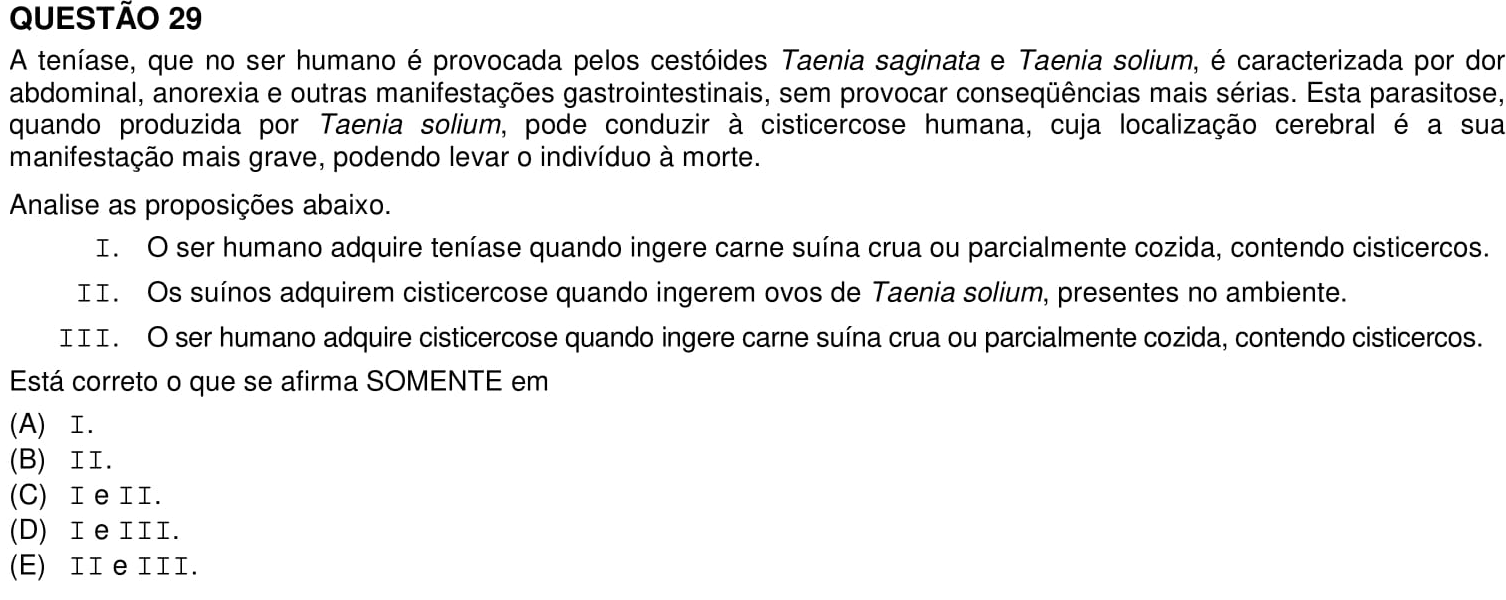 QUESTÃO 29
A teníase, que no ser humano é provocada pelos cestóides Taenia saginata e Taenia solium, é caracterizada por dor
abdominal, anorexia e outras manifestações gastrointestinais, sem provocar conseqüências mais sérias. Esta parasitose,
quando produzida por Taenia solium, pode conduzir à cisticercose humana, cuja localização cerebral é a sua
manifestação mais grave, podendo levar o indivíduo à morte.
Analise as proposições abaixo.
I. O ser humano adquire teníase quando ingere carne suína crua ou parcialmente cozida, contendo cisticercos.
II. Os suínos adquirem cisticercose quando ingerem ovos de Taenia solium, presentes no ambiente.
III. O ser humano adquire cisticercose quando ingere carne suína crua ou parcialmente cozida, contendo cisticercos.
Está correto o que se afirma SOMENTE em
(A) I.
(B) II.
(C) I e II.
(D) I e III.
(E) II e III.